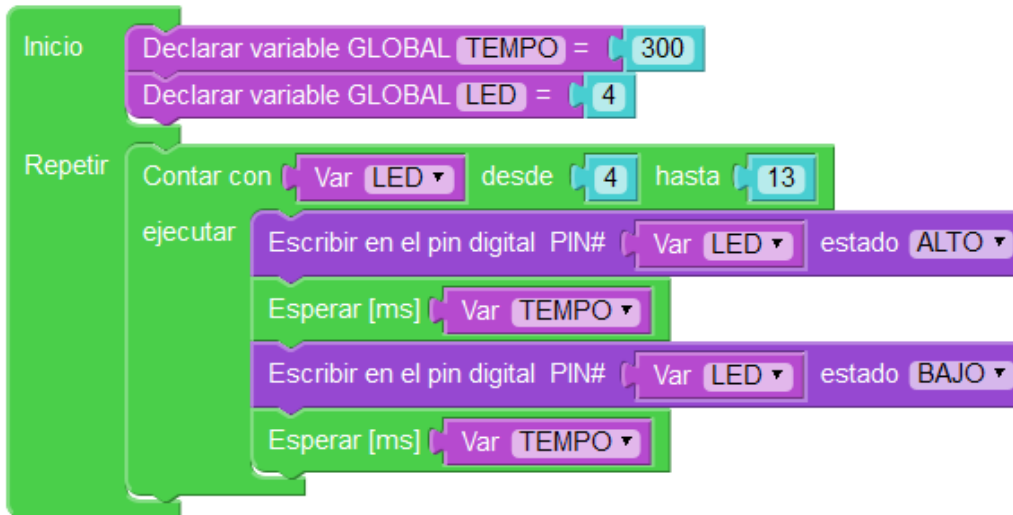 Inicio Declarar variable GLOBAL TEMPO = 300
Declarar variable GLOBAL LED = 4
Repetir Contar con Var LED desde 4 hasta 13
ejecutar Escribir en el pin digital PIN# Var LED estado ALTO
Esperar [ms] Var TEMPO
Escribir en el pin digital PIN# Var LED estado BAJO
Esperar [ms] Var TEMPO